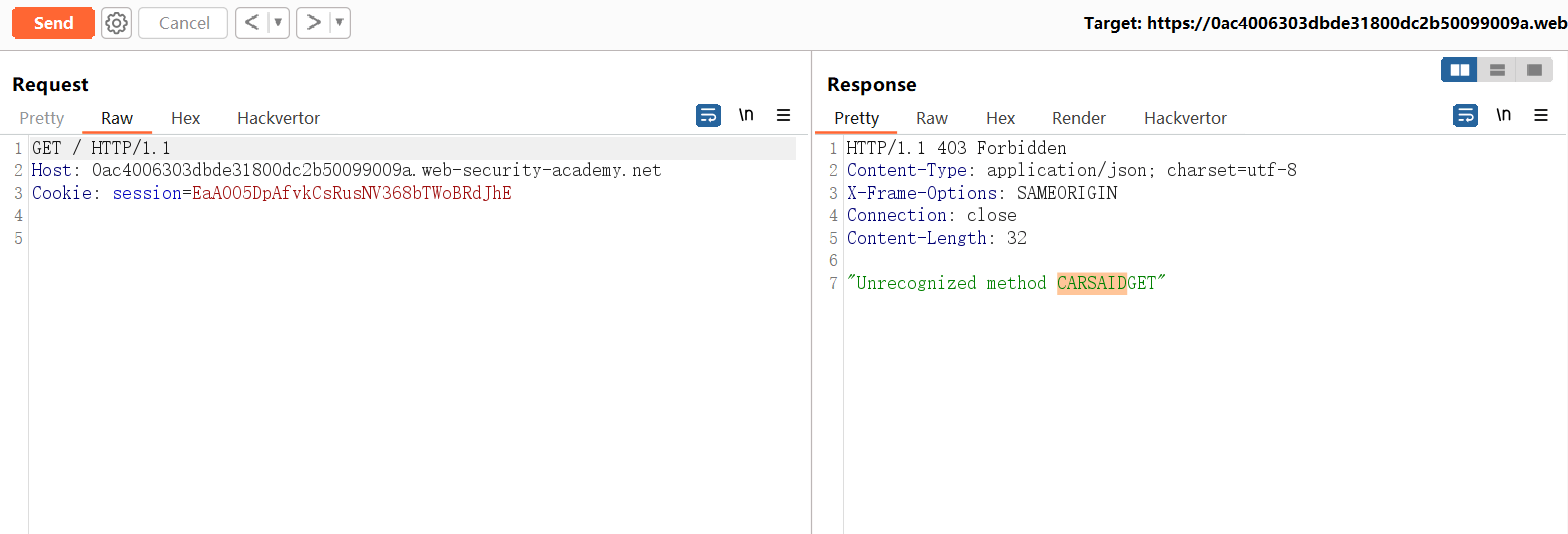 Send Cancel < ▼ > ▼ Target: https://0ac4006303dbde31800dc2b50099009a.web
Request
Pretty Raw Hex Hackvertor \n
1 GET / HTTP/1.1
2 Host: 0ac4006303dbde31800dc2b50099009a.web-security-academy.net
3 Cookie: session=EaAOO5DpAfvkCsRusNV368bTWoBRdJhE
4
5
Response
Pretty Raw Hex Render Hackvertor \n
1 HTTP/1.1 403 Forbidden
2 Content-Type: application/json; charset=utf-8
3 X-Frame-Options: SAMEORIGIN
4 Connection: close
5 Content-Length: 32
6
7 "Unrecognized method CARSAIDGET"